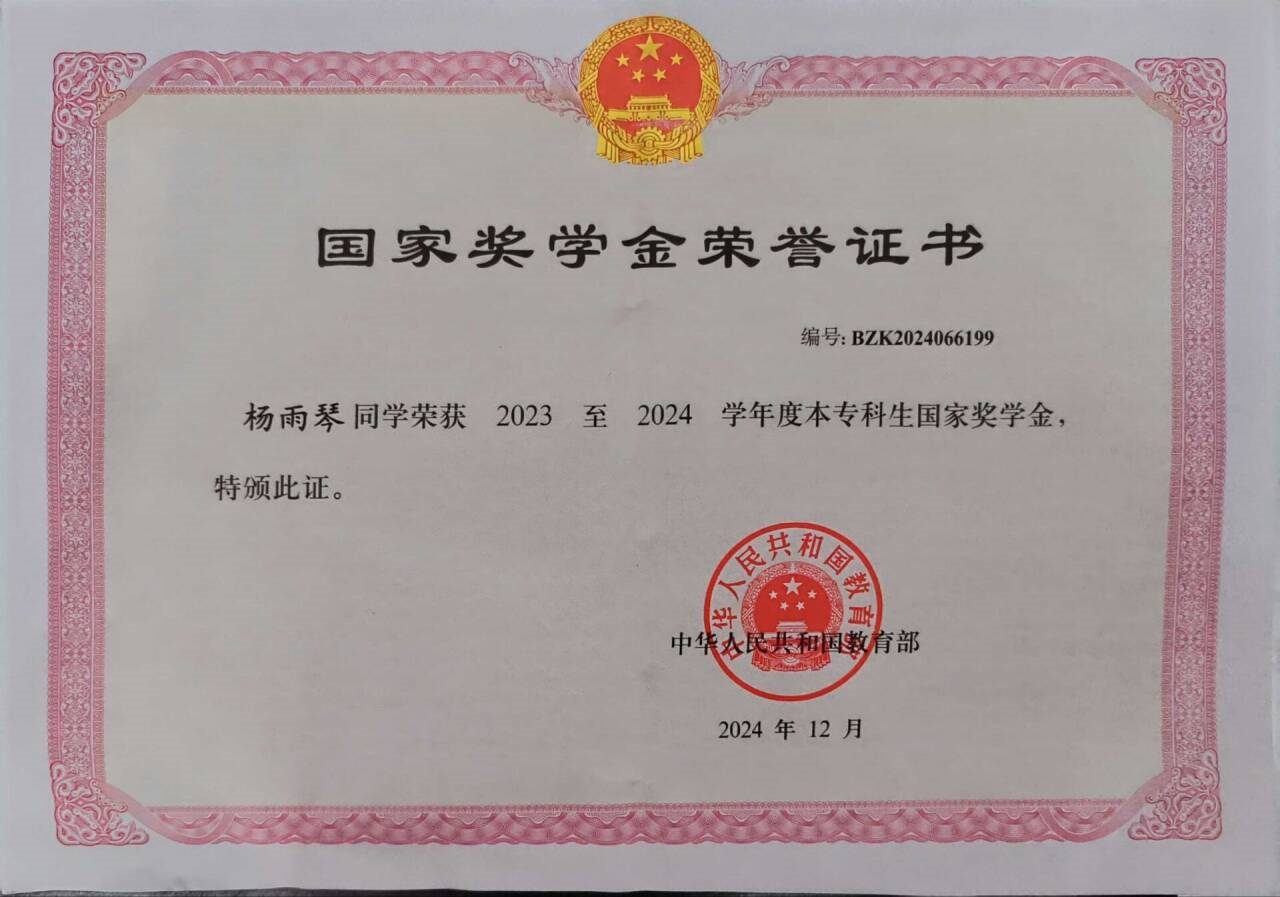 国家奖学金荣誉证书
编号: BZK2024066199
杨雨琴同学荣获 2023 至 2024 学年度本专科生国家奖学金，
特颁此证。
中华人民共和国教育部
中华人民共和国教育部
2024 年 12 月